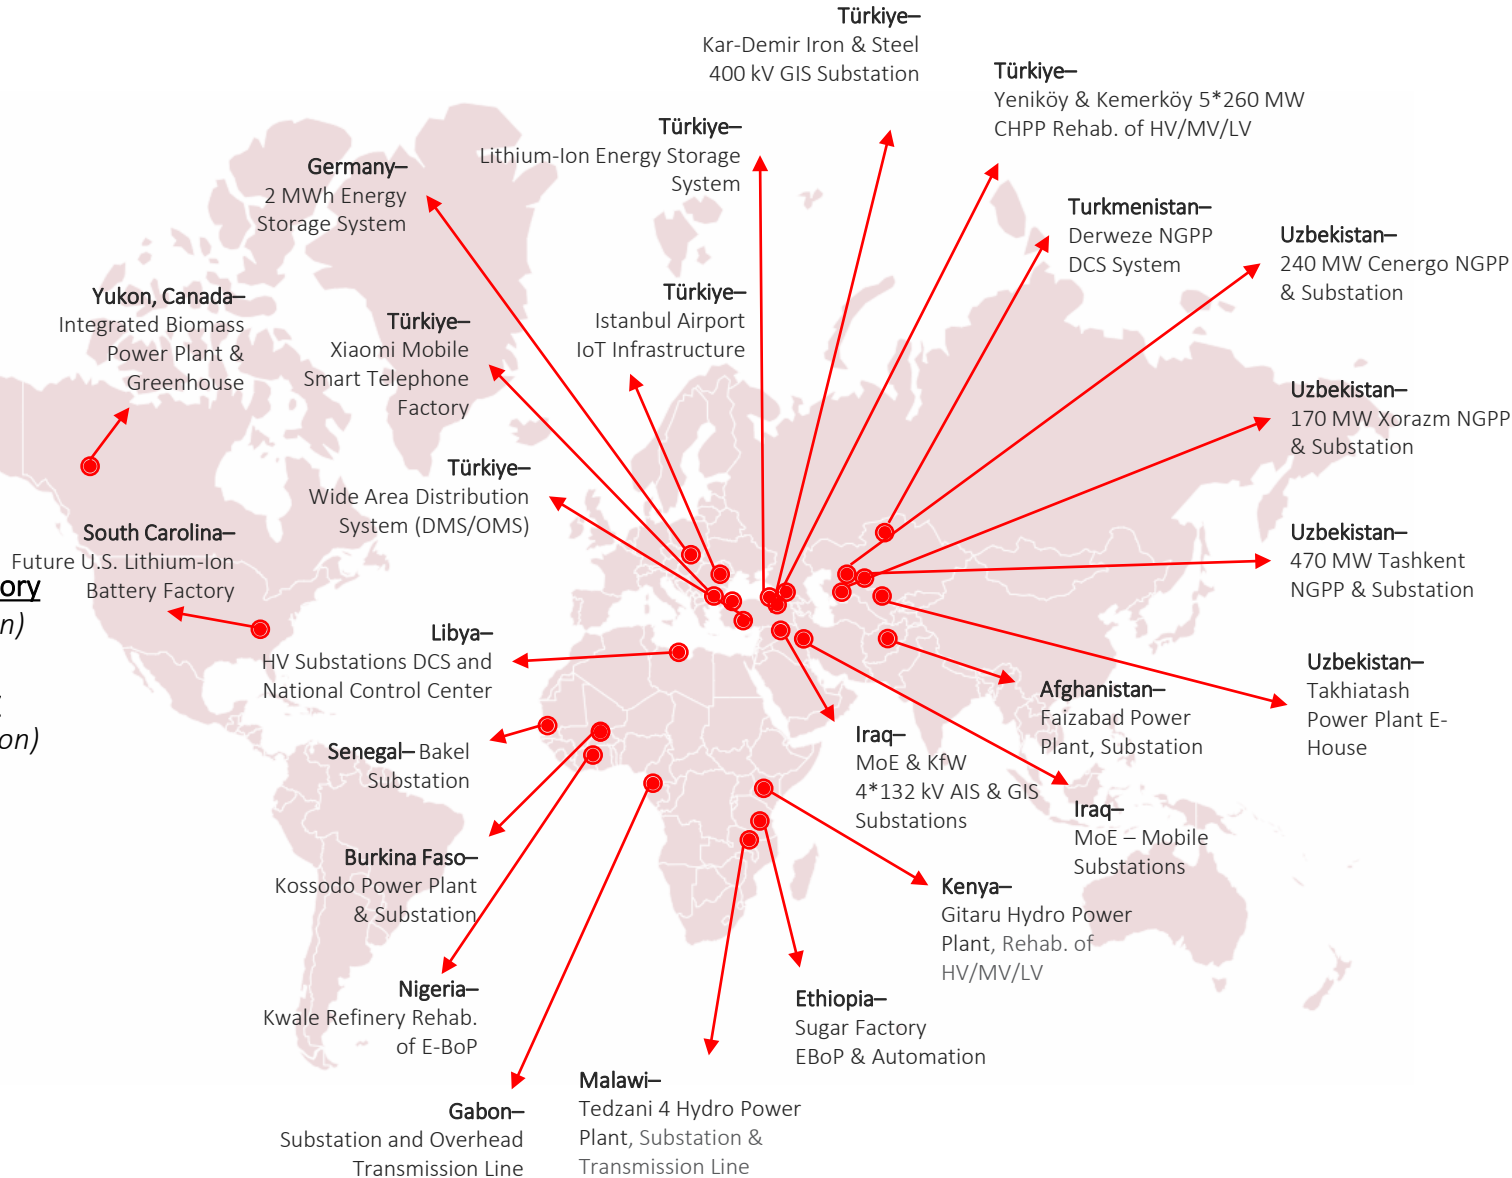 Türkiye–
Kar-Demir Iron & Steel
400 kV GIS Substation
Türkiye–
Yeniköy & Kemerköy 5*260 MW
CHPP Rehab. of HV/MV/LV
Türkiye–
Lithium-Ion Energy Storage
System
Germany–
2 MWh Energy
Storage System
Turkmenistan–
Derweze NGPP
DCS System
Uzbekistan–
240 MW Cenergo NGPP
& Substation
Yukon, Canada–
Integrated Biomass
Power Plant &
Greenhouse
Türkiye–
Xiaomi Mobile
Smart Telephone
Factory
Türkiye–
Istanbul Airport
IoT Infrastructure
Uzbekistan–
170 MW Xorazm NGPP
& Substation
Türkiye–
Wide Area Distribution
System (DMS/OMS)
South Carolina–
Future U.S. Lithium-Ion
Battery Factory
ory
n)
on)
Uzbekistan–
470 MW Tashkent
NGPP & Substation
Libya–
HV Substations DCS and
National Control Center
Uzbekistan–
Takhiatash
Power Plant E-
House
Afghanistan–
Faizabad Power
Plant, Substation
Senegal– Bakel
Substation
Iraq–
MoE & KfW
4*132 kV AIS & GIS
Substations
Iraq–
MoE – Mobile
Substations
Burkina Faso–
Kossodo Power Plant
& Substation
Kenya–
Gitaru Hydro Power
Plant, Rehab. of
HV/MV/LV
Nigeria–
Kwale Refinery Rehab.
of E-BoP
Ethiopia–
Sugar Factory
EBoP & Automation
Gabon–
Substation and Overhead
Transmission Line
Malawi–
Tedzani 4 Hydro Power
Plant, Substation &
Transmission Line